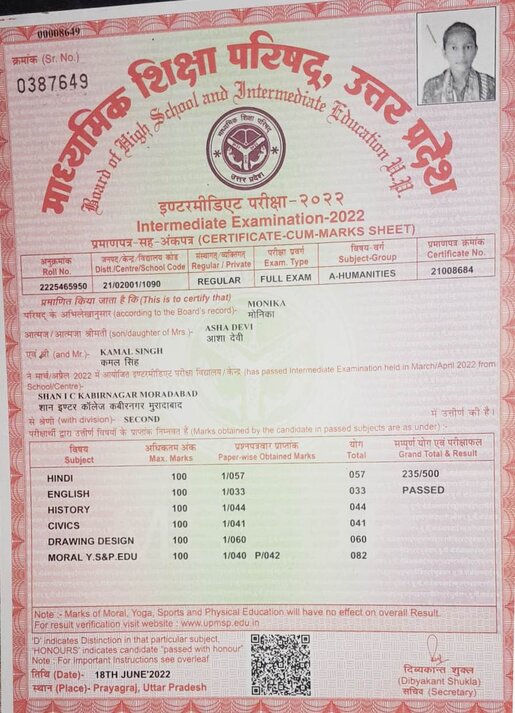 00008649
क्रमांक (Sr. No.)
0387649
माध्यमिक शिक्षा परिषद्, उत्तर प्रदेश
Board of High School and Intermediate Education U.P.
माध्यमिक शिक्षा परिषद्
उत्तर प्रदेश
इण्टरमीडिएट परीक्षा-२०२२
Intermediate Examination-2022
प्रमाणपत्र-सह-अंकपत्र (CERTIFICATE-CUM-MARKS SHEET)
अनुक्रमांक जनपद/केन्द्र/विद्यालय कोड संस्थागत/व्यक्तिगत परीक्षा प्रवर्ग विषय-वर्ग प्रमाणपत्र क्रमांक
Roll No. Distt./Centre/School Code Regular / Private Exam. Type Subject-Group Certificate No.
2225465950 21/02001/1090 REGULAR FULL EXAM A-HUMANITIES 21008684
प्रमाणित किया जाता है कि (This is to certify that) MONIKA
परिषद् के अभिलेखानुसार (according to the Board's record)- मोनिका
ASHA DEVI
आत्मज / आत्मजा श्रीमती (son/daughter of Mrs.)- आशा देवी
KAMAL SINGH
एवं श्री (and Mr.)- कमल सिंह
ने मार्च/अप्रैल 2022 में आयोजित इण्टरमीडिएट परीक्षा विद्यालय/केन्द्र (has passed Intermediate Examination held in March/April 2022 from
School/Centre)-
SHAN I C KABIRNAGAR MORADABAD
शान इण्टर कॉलेज कबीरनगर मुरादाबाद
से श्रेणी (with division)- SECOND में उत्तीर्ण की है।
परीक्षार्थी द्वारा उत्तीर्ण विषयों के प्राप्तांक निम्नवत हैं (Marks obtained by the candidate in passed subjects are as under)-
विषय अधिकतम अंक प्रश्नपत्रवार प्राप्तांक योग सम्पूर्ण योग एवं परीक्षाफल
Subject Max. Marks Paper-wise Obtained Marks Total Grand Total & Result
HINDI 100 1/057 057 235/500
ENGLISH 100 1/033 033 PASSED
HISTORY 100 1/044 044
CIVICS 100 1/041 041
DRAWING DESIGN 100 1/060 060
MORAL Y.S&P.EDU 100 1/040 P/042 082
Note :- Marks of Moral, Yoga, Sports and Physical Education will have no effect on overall Result.
For result verification visit website : www.upmsp.edu.in
'D' indicates Distinction in that particular subject,
'HONOURS' indicates candidate "passed with honour"
Note : For Important Instructions see overleaf
तिथि (Date)- 18TH JUNE'2022
स्थान (Place)- Prayagraj, Uttar Pradesh
दिव्यकान्त शुक्ल
(Dibyakant Shukla)
सचिव (Secretary)